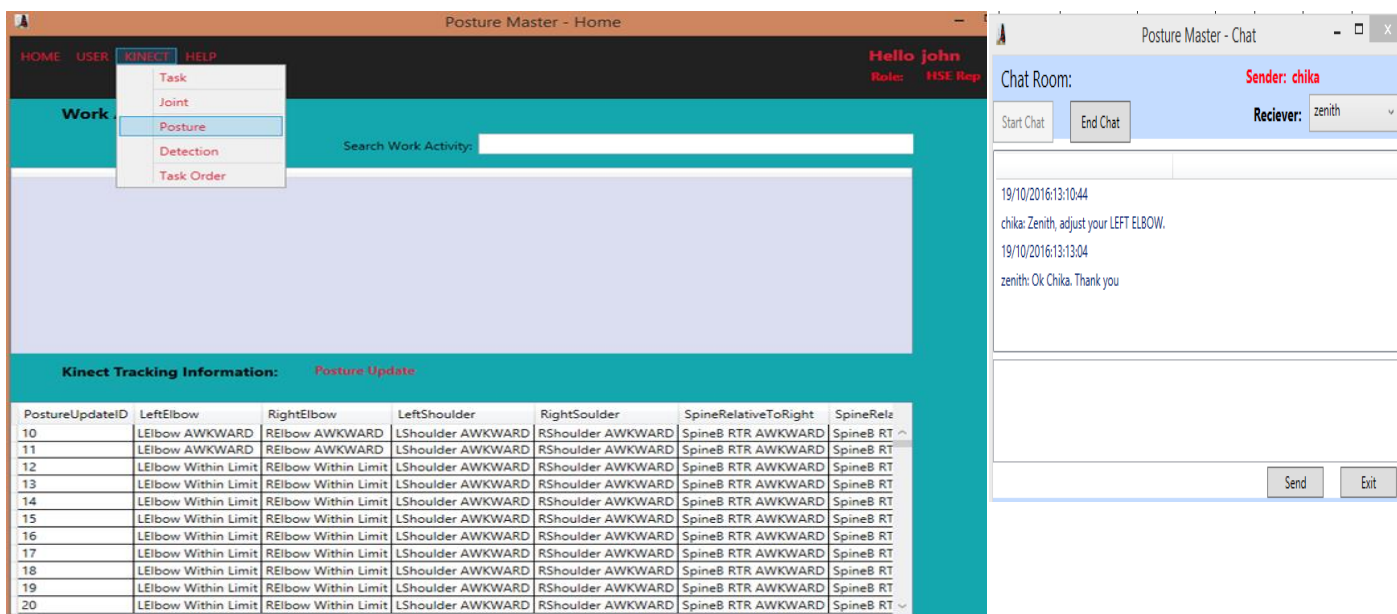 Posture Master - Home
HOME USER KINECT HELP
Hello john
Role: HSE Rep
Task
Joint
Posture
Detection
Task Order
Work
Search Work Activity:
Kinect Tracking Information: Posture Update
PostureUpdateID LeftElbow RightElbow LeftShoulder RightSoulder SpineRelativeToRight SpineRela
10 LElbow AWKWARD RElbow AWKWARD LShoulder AWKWARD RShoulder AWKWARD SpineB RTR AWKWARD SpineB RT
11 LElbow AWKWARD RElbow AWKWARD LShoulder AWKWARD RShoulder AWKWARD SpineB RTR AWKWARD SpineB RT
12 LElbow Within Limit RElbow Within Limit LShoulder AWKWARD RShoulder AWKWARD SpineB RTR AWKWARD SpineB RT
13 LElbow Within Limit RElbow Within Limit LShoulder AWKWARD RShoulder AWKWARD SpineB RTR AWKWARD SpineB RT
14 LElbow Within Limit RElbow Within Limit LShoulder AWKWARD RShoulder AWKWARD SpineB RTR AWKWARD SpineB RT
15 LElbow Within Limit RElbow Within Limit LShoulder AWKWARD RShoulder AWKWARD SpineB RTR AWKWARD SpineB RT
16 LElbow Within Limit RElbow Within Limit LShoulder AWKWARD RShoulder AWKWARD SpineB RTR AWKWARD SpineB RT
17 LElbow Within Limit RElbow Within Limit LShoulder AWKWARD RShoulder AWKWARD SpineB RTR AWKWARD SpineB RT
18 LElbow Within Limit RElbow Within Limit LShoulder AWKWARD RShoulder AWKWARD SpineB RTR AWKWARD SpineB RT
19 LElbow Within Limit RElbow Within Limit LShoulder AWKWARD RShoulder AWKWARD SpineB RTR AWKWARD SpineB RT
20 LElbow Within Limit RElbow Within Limit LShoulder AWKWARD RShoulder AWKWARD SpineB RTR AWKWARD SpineB RT
Posture Master - Chat
Chat Room: Sender: chika
Start Chat End Chat Reciever: zenith
19/10/2016:13:10:44
chika: Zenith, adjust your LEFT ELBOW.
19/10/2016:13:13:04
zenith: Ok Chika. Thank you
Send Exit